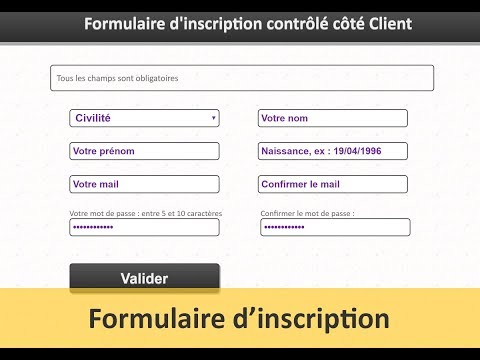 Formulaire d'inscription contrôlé côté Client
Tous les champs sont obligatoires
Civilité
Votre nom
Votre prénom
Naissance, ex : 19/04/1996
Votre mail
Confirmer le mail
Votre mot de passe : entre 5 et 10 caractères
Confirmer le mot de passe :
••••••••••••
••••••••••••
Valider
Formulaire d’inscription